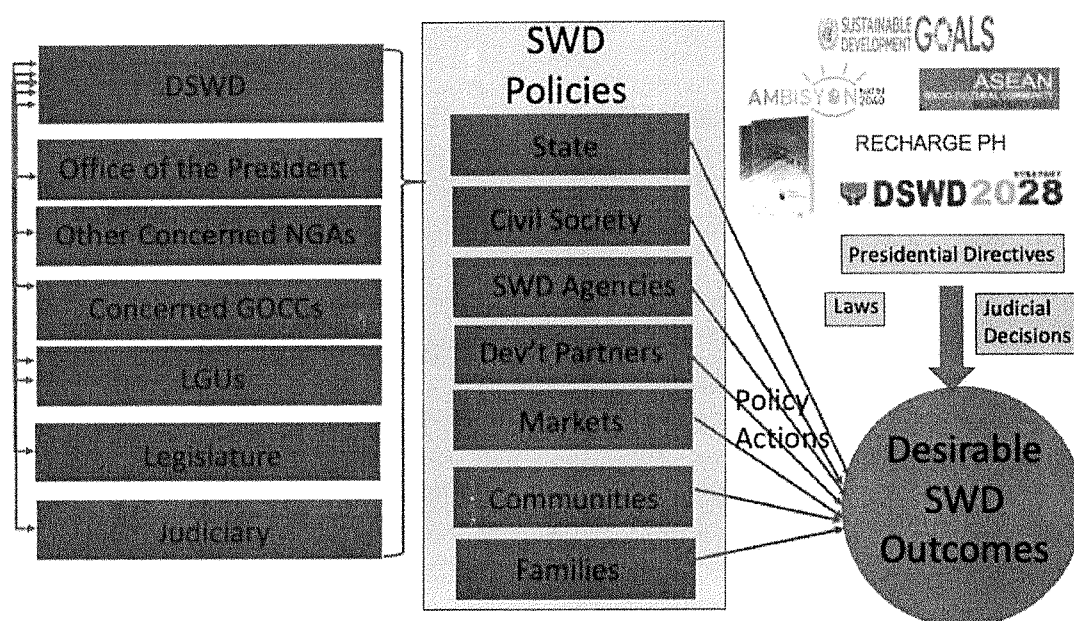 DSWD
Office of the President
Other Concerned NGAs
Concerned GOCCs
LGUs
Legislature
Judiciary
SWD
Policies
State
Civil Society
SWD Agencies
Dev't Partners
Markets
Communities
Families
Policy
Actions
SUSTAINABLE
DEVELOPMENT
GOALS
AMBISYON
2040
ASEAN
RECHARGE PH
DSWD 2028
Presidential Directives
Laws
Judicial
Decisions
Desirable
SWD
Outcomes